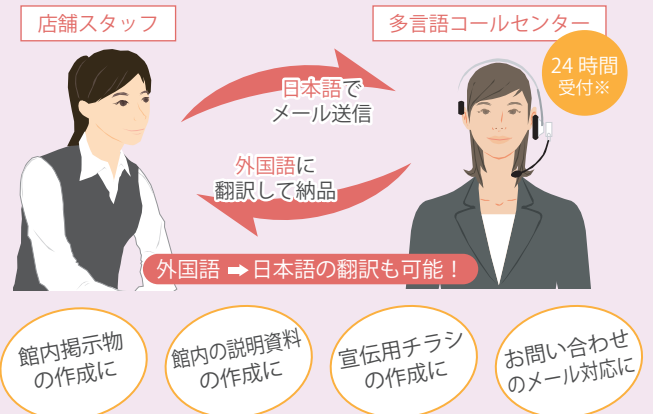 店舗スタッフ
多言語コールセンター
24 時間
受付※
日本語で
メール送信
外国語に
翻訳して納品
外国語 ➡ 日本語の翻訳も可能！
館内掲示物
の作成に
館内の説明資料
の作成に
宣伝用チラシ
の作成に
お問い合わせ
のメール対応に